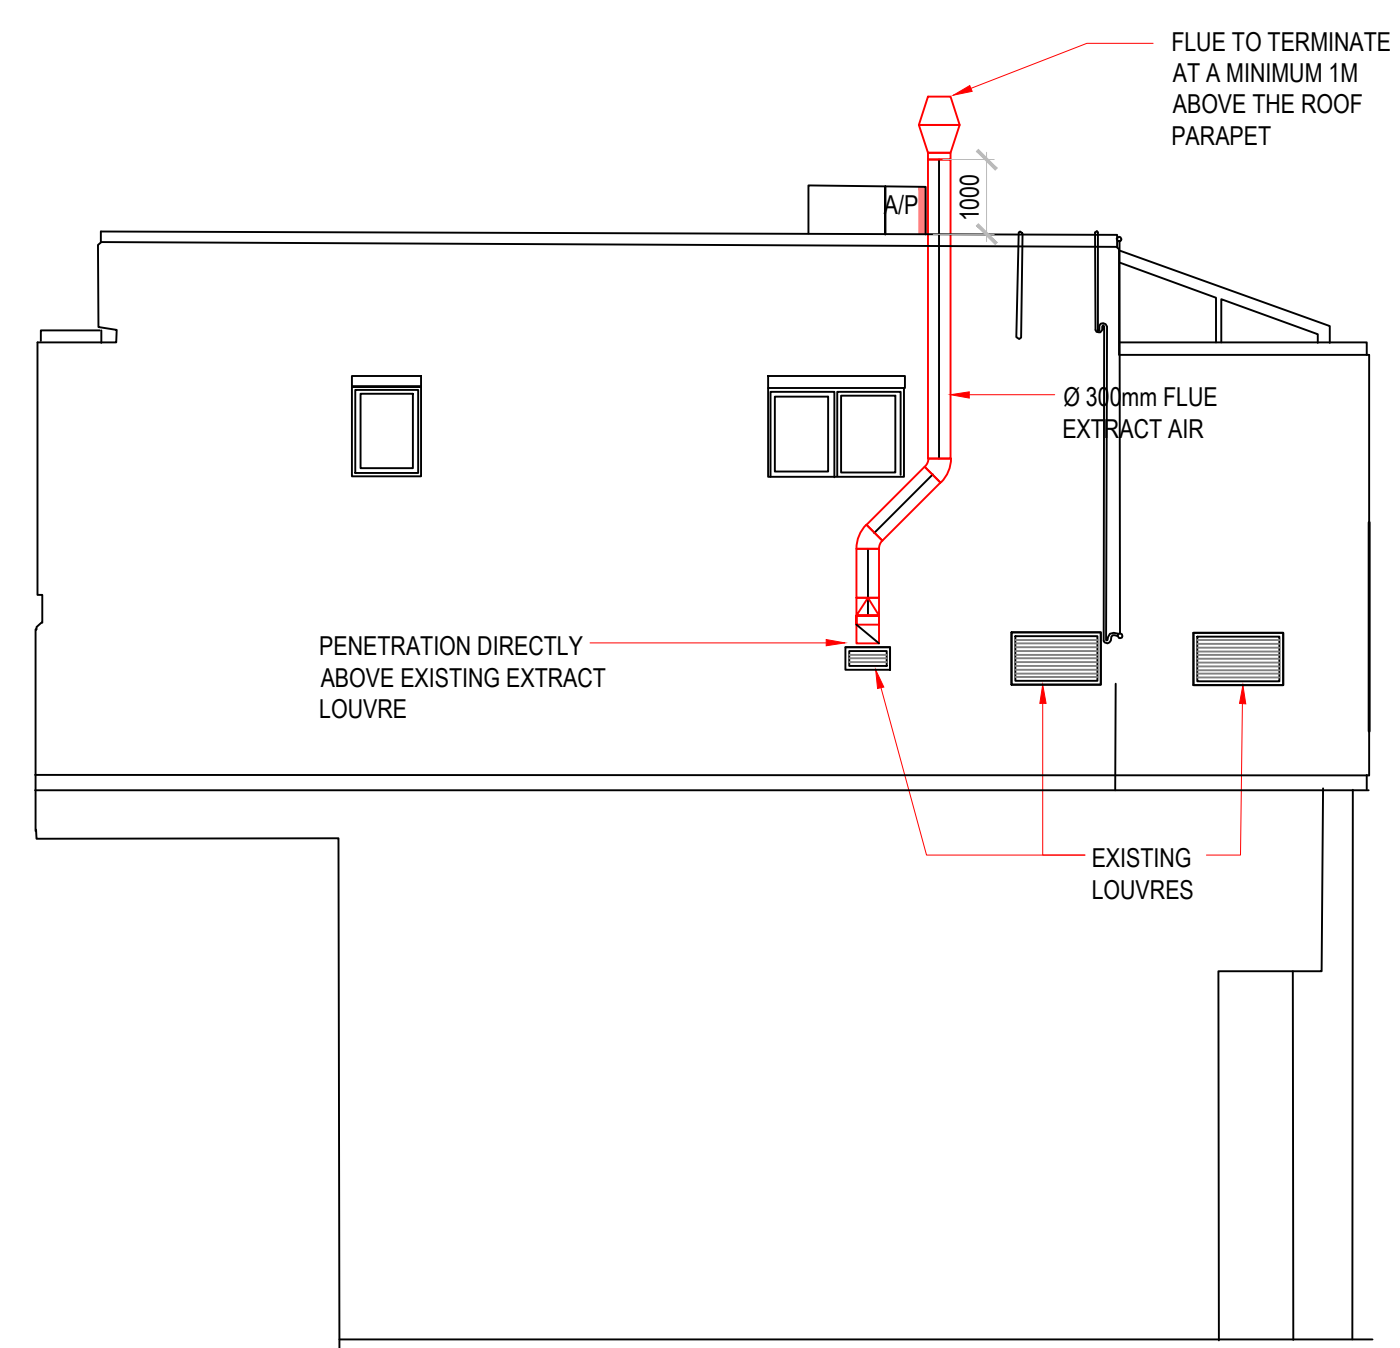 FLUE TO TERMINATE
AT A MINIMUM 1M
ABOVE THE ROOF
PARAPET
A/P
1000
Ø 300mm FLUE
EXTRACT AIR
PENETRATION DIRECTLY
ABOVE EXISTING EXTRACT
LOUVRE
EXISTING
LOUVRES